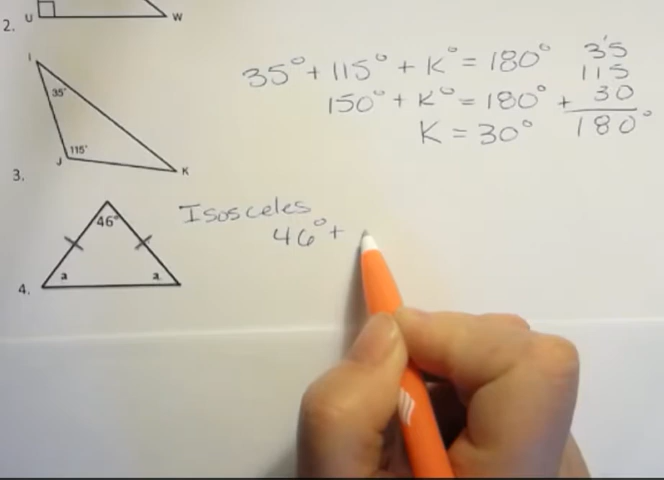 2. U W
I
35°
J 115° K
3.
35° + 115° + K° = 180°
150° + K° = 180°
K = 30°
35
115
+ 30
180°
46°
a a
4.
Isosceles
46° +